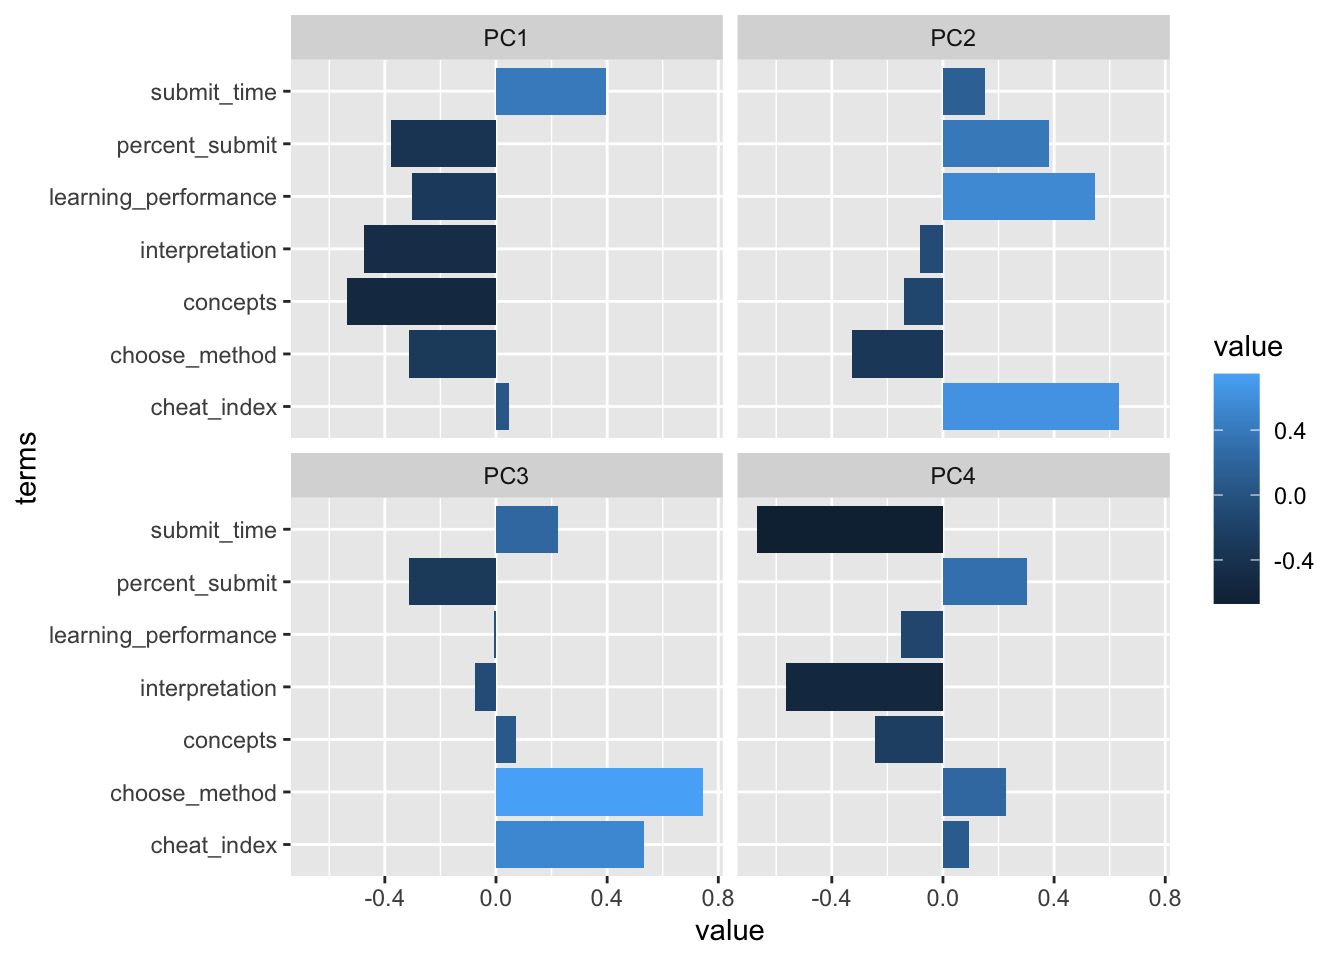 PC1
PC2
submit_time
percent_submit
learning_performance
interpretation
concepts
choose_method
cheat_index
PC3
PC4
submit_time
percent_submit
learning_performance
interpretation
concepts
choose_method
cheat_index
-0.4 0.0 0.4 0.8
-0.4 0.0 0.4 0.8
value
terms
value
0.4
0.0
-0.4